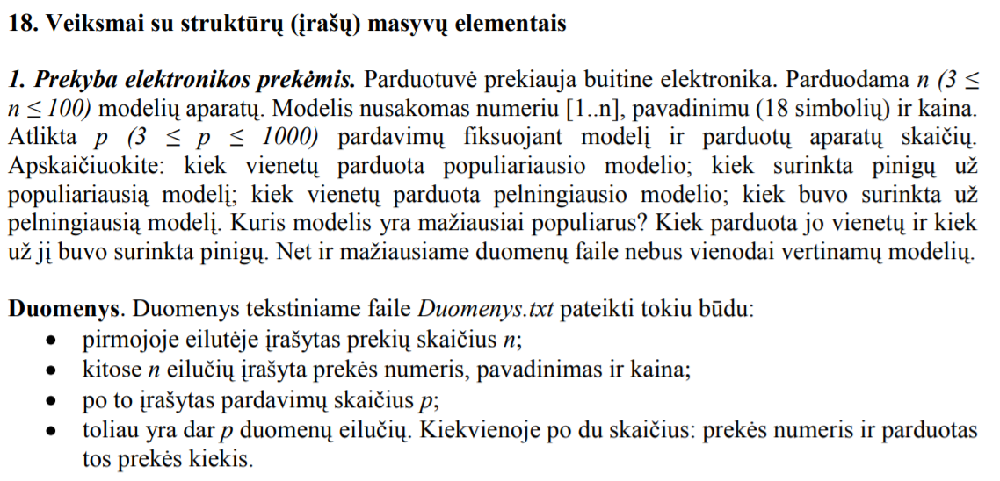 18. Veiksmai su struktūrų (įrašų) masyvų elementais
1. Prekyba elektronikos prekėmis. Parduotuvė prekiauja buitine elektronika. Parduodama n (3 ≤
n ≤ 100) modelių aparatų. Modelis nusakomas numeriu [1..n], pavadinimu (18 simbolių) ir kaina.
Atlikta p (3 ≤ p ≤ 1000) pardavimų fiksuojant modelį ir parduotų aparatų skaičių.
Apskaičiuokite: kiek vienetų parduota populiariausio modelio; kiek surinkta pinigų už
populiariausią modelį; kiek vienetų parduota pelningiausio modelio; kiek buvo surinkta už
pelningiausią modelį. Kuris modelis yra mažiausiai populiarus? Kiek parduota jo vienetų ir kiek
už jį buvo surinkta pinigų. Net ir mažiausiame duomenų faile nebus vienodai vertinamų modelių.
Duomenys. Duomenys tekstiniame faile Duomenys.txt pateikti tokiu būdu:
• pirmojoje eilutėje įrašytas prekių skaičius n;
• kitose n eilučių įrašyta prekės numeris, pavadinimas ir kaina;
• po to įrašytas pardavimų skaičius p;
• toliau yra dar p duomenų eilučių. Kiekvienoje po du skaičius: prekės numeris ir parduotas
tos prekės kiekis.